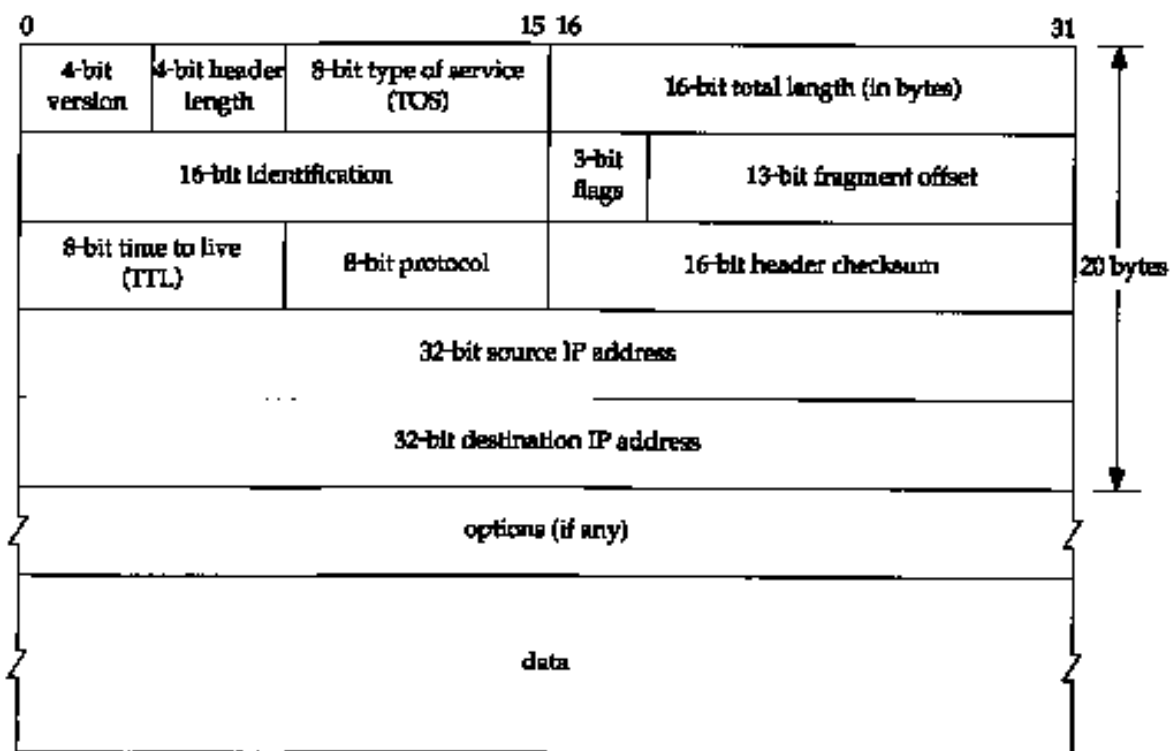 0 15 16 31
4-bit version
4-bit header length
8-bit type of service (TOS)
16-bit total length (in bytes)
16-bit identification
3-bit flags
13-bit fragment offset
8-bit time to live (TTL)
8-bit protocol
16-bit header checksum
20 bytes
32-bit source IP address
32-bit destination IP address
options (if any)
data